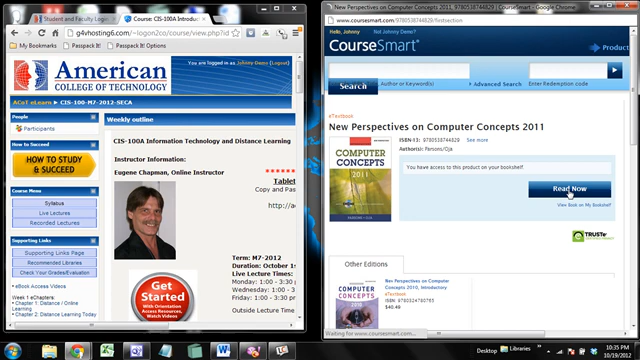 Student and Faculty Login
Course: CIS-100A Introduc
g4vhosting6.com/~logon2co/course/view.php?id
My Bookmarks
Passpack It! (Off)
Passpack It! (On)
American
COLLEGE OF TECHNOLOGY
You are logged in as Johnny Demo (Logout)
ACoT eLearn ► CIS-100-M7-2012-SECA
People
Participants
How to Succeed
HOW TO STUDY
& SUCCEED
Course Menu
Syllabus
Live Lectures
Recorded Lectures
Supporting Links
Supporting Links Page
Recommended Libraries
Check Your Grades/Evaluation
eBook Access Videos
Week 1 eChapters:
Chapter 1: Distance / Online
Learning
Chapter 2: Distance Learning Today
Weekly outline
CIS-100A Information Technology and Distance Learning
Instructor Information:
Eugene Chapman, Online Instructor
Tablet
Copy and Pas
http://a
Get
Started
With Orientation
Access Resources,
Watch Videos
Term: M7-2012
Duration: October 1
Live Lecture Times:
Monday: 1:00 - 3:30 p
Wednesday: 1:00 - 3
Friday: 1:00 - 3:30 p
Outside Lecture Time
New Perspectives on Computer Concepts 2011, 9780538744829 | CourseSmart - Google Chrome
www.coursesmart.com/9780538744829/firstsection
Hello, Johnny
Not Johnny Demo?
CourseSmart
Product
Author or Keyword(s)
Advanced Search
Enter Redemption code
Search
eTextbook
New Perspectives on Computer Concepts 2011
ISBN-13: 9780538744829
See more
Author(s): Parsons/Oja
COMPUTER
CONCEPTS
2011
You have access to this product on your bookshelf.
Read Now
View Book on My Bookshelf
TRUSTe
Other Editions
New Perspectives on Computer
Concepts 2011, Introductory
eTextbook
ISBN: 9780324780765
$40.49
COMPUTER
CONCEPTS
Waiting for www.coursesmart.com...
Desktop
Libraries
10:35 PM
10/19/2012